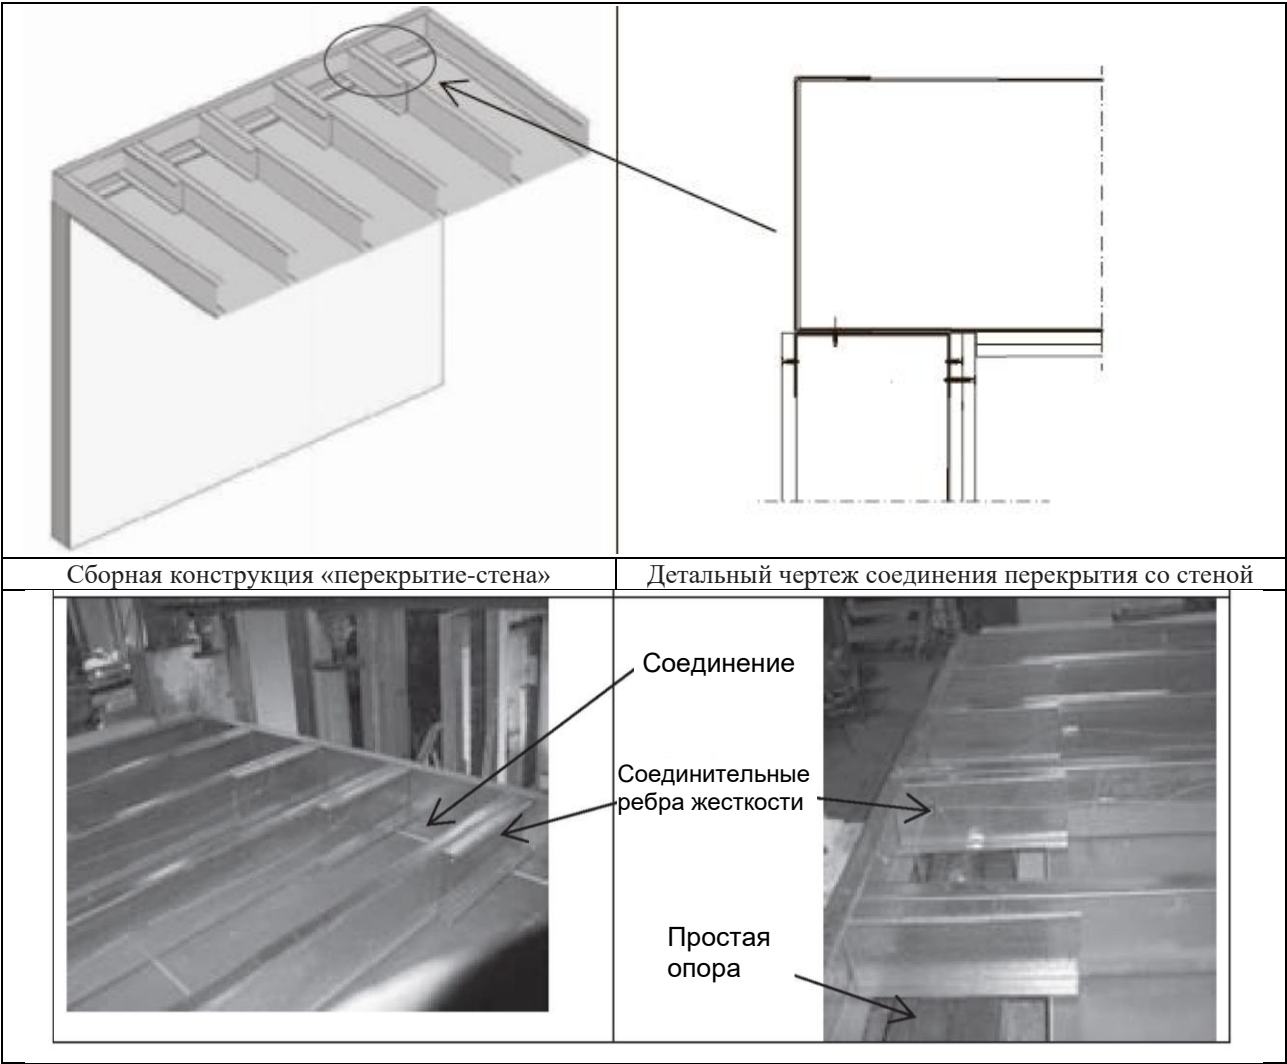 Сборная конструкция «перекрытие-стена»
Детальный чертеж соединения перекрытия со стеной
Соединение
Соединительные
ребра жесткости
Простая
опора